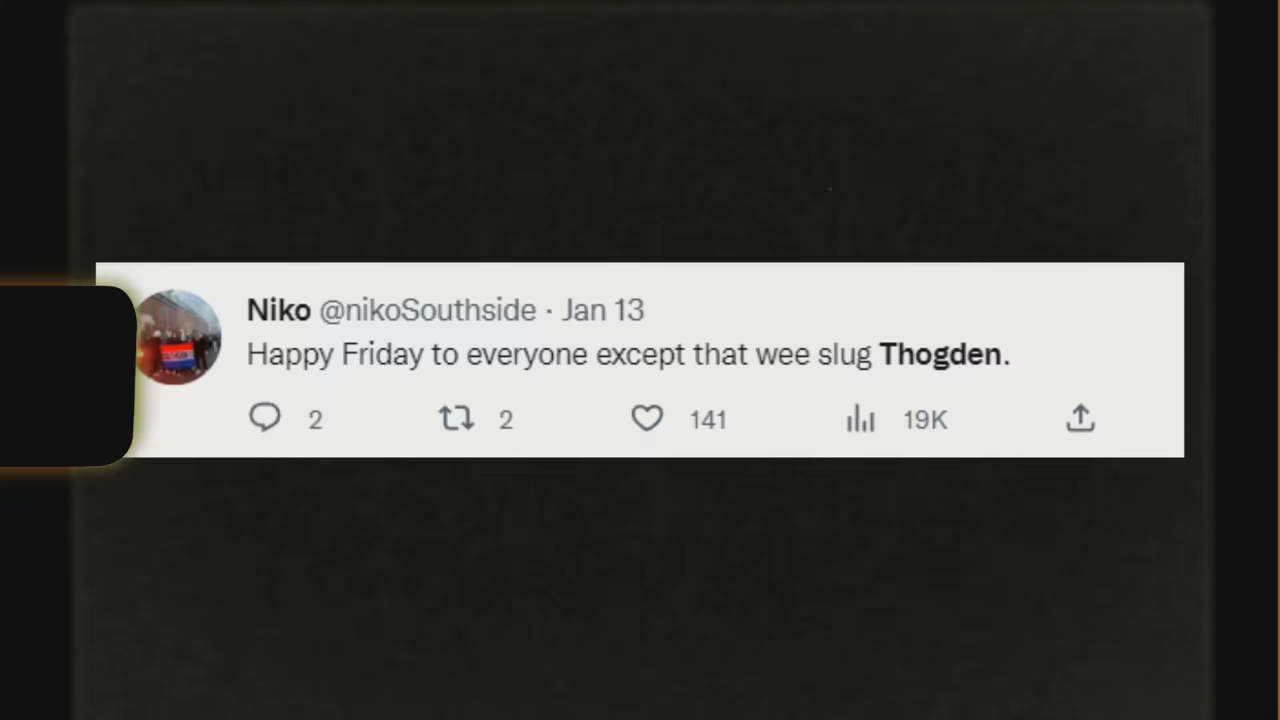 Niko @nikoSouthside · Jan 13
Happy Friday to everyone except that wee slug Thogden.
2 2 141 19K